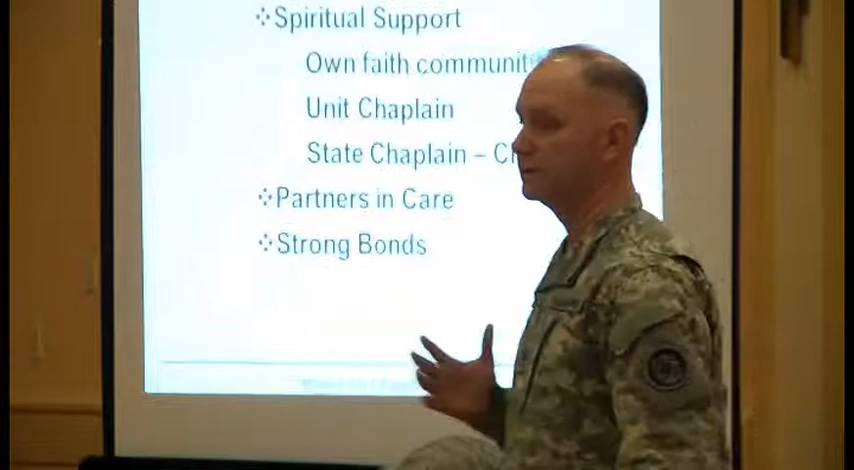 Spiritual Support
Own faith communit
Unit Chaplain
State Chaplain – C
Partners in Care
Strong Bonds